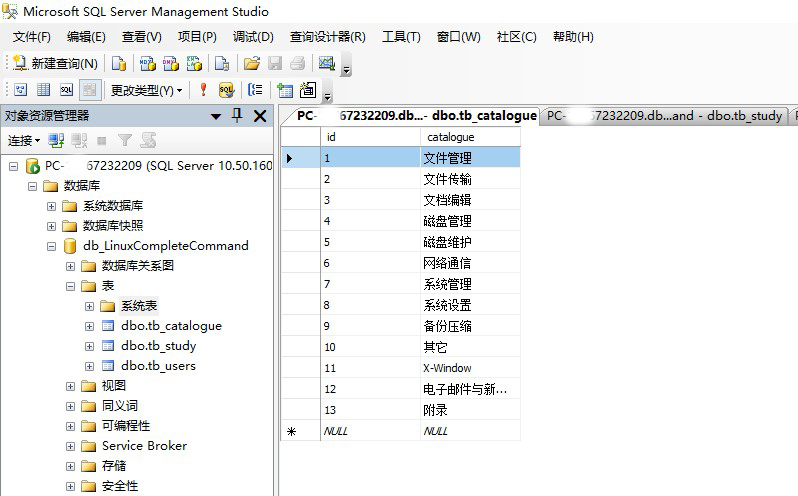 Microsoft SQL Server Management Studio
文件(F) 编辑(E) 查看(V) 项目(P) 调试(D) 查询设计器(R) 工具(T) 窗口(W) 社区(C) 帮助(H)
新建查询(N)
更改类型(Y)
对象资源管理器
连接
PC- 67232209 (SQL Server 10.50.160
数据库
系统数据库
数据库快照
db_LinuxCompleteCommand
数据库关系图
表
系统表
dbo.tb_catalogue
dbo.tb_study
dbo.tb_users
视图
同义词
可编程性
Service Broker
存储
安全性
PC- 67232209.db...- dbo.tb_catalogue PC- 67232209.db...and - dbo.tb_study
id catalogue
1 文件管理
2 文件传输
3 文档编辑
4 磁盘管理
5 磁盘维护
6 网络通信
7 系统管理
8 系统设置
9 备份压缩
10 其它
11 X-Window
12 电子邮件与新...
13 附录
NULL NULL